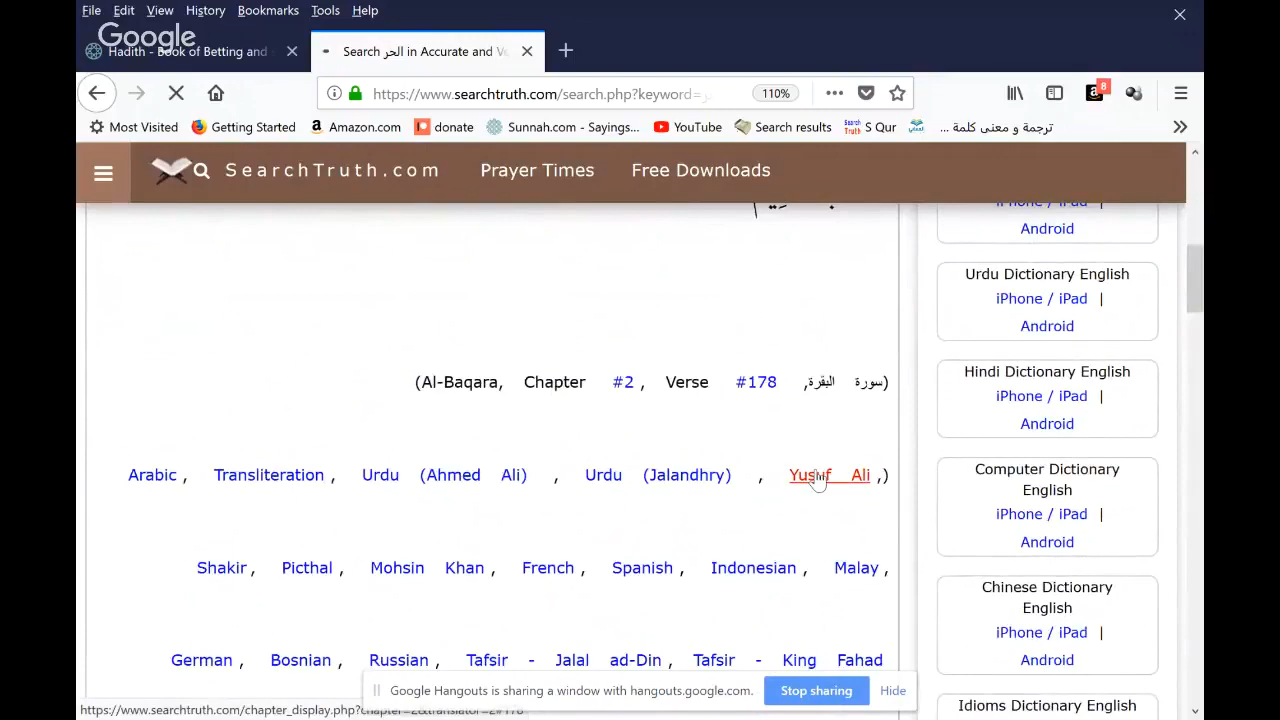 File Edit View History Bookmarks Tools Help
Google
Hadith - Book of Betting and
Search الحر in Accurate and Ve
https://www.searchtruth.com/search.php?keyword=
110%
8
Most Visited Getting Started Amazon.com donate Sunnah.com - Sayings,... YouTube Search results S Qur ترجمة و معنى كلمة ...
SearchTruth.com Prayer Times Free Downloads
(Al-Baqara, Chapter #2, Verse #178 ,سورة البقرة)
Arabic, Transliteration, Urdu (Ahmed Ali) , Urdu (Jalandhry) , Yusuf Ali ,)
Shakir, Picthal, Mohsin Khan, French, Spanish, Indonesian, Malay,
German, Bosnian, Russian, Tafsir - Jalal ad-Din, Tafsir - King Fahad
iPhone / iPad |
Android
Urdu Dictionary English
iPhone / iPad |
Android
Hindi Dictionary English
iPhone / iPad |
Android
Computer Dictionary
English
iPhone / iPad |
Android
Chinese Dictionary
English
iPhone / iPad |
Android
Idioms Dictionary English
Google Hangouts is sharing a window with hangouts.google.com. Stop sharing Hide
https://www.searchtruth.com/chapter_display.php?chapter=2&translator=2#178